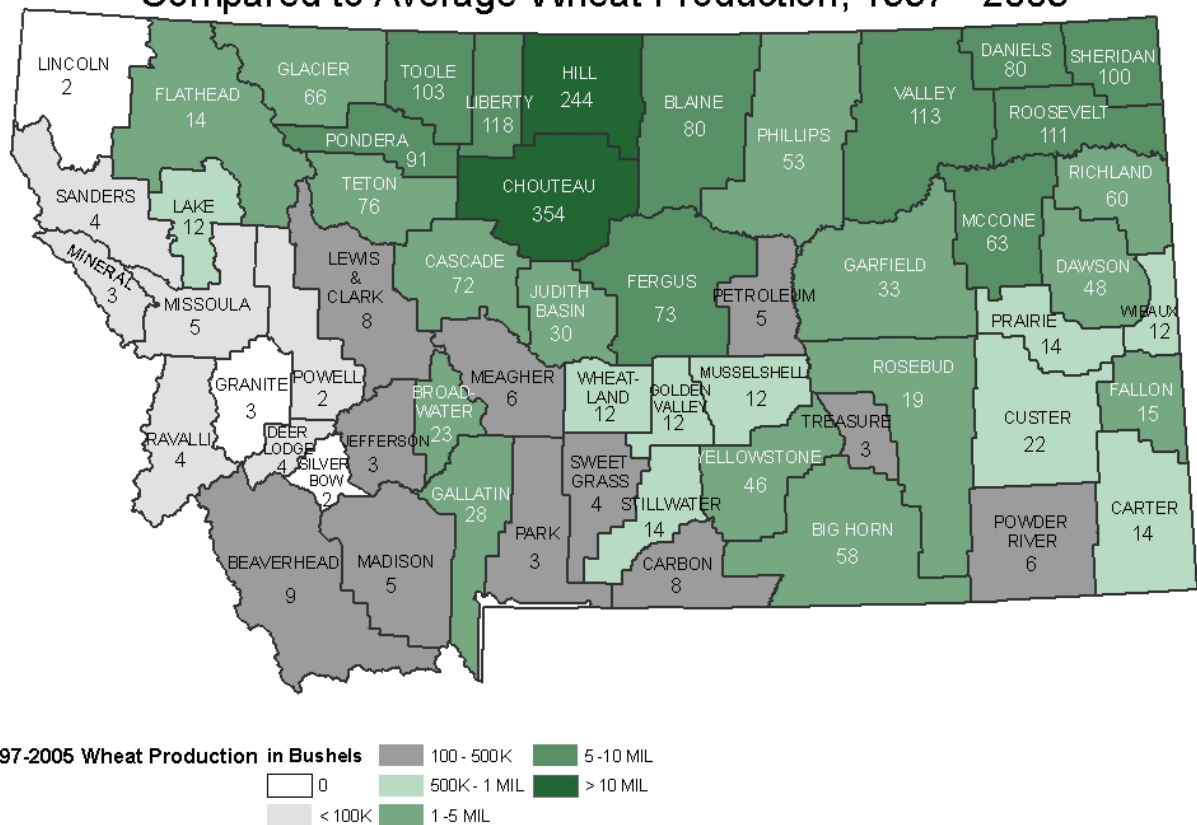 Compared to Average Wheat Production,
LINCOLN
2
FLATHEAD
14
GLACIER
66
TOOLE
103
LIBERTY
118
HILL
244
BLAINE
80
PHILLIPS
53
VALLEY
113
DANIELS
80
SHERIDAN
100
ROOSEVELT
111
PONDERA
91
TETON
76
CHOUTEAU
354
RICHLAND
60
SANDERS
4
LAKE
12
MINERAL
3
MISSOULA
5
LEWIS
&
CLARK
8
CASCADE
72
JUDITH
BASIN
30
FERGUS
73
PETROLEUM
5
GARFIELD
33
MCCONE
63
DAWSON
48
WIBAUX
12
PRAIRIE
14
GRANITE
3
POWELL
2
RAVALLI
4
DEER
LODGE
4
SILVER
BOW
2
JEFFERSON
3
BROAD-
WATER
23
MEAGHER
6
WHEAT-
LAND
12
GOLDEN
VALLEY
12
MUSSELSHELL
12
TREASURE
3
ROSEBUD
19
CUSTER
22
FALLON
15
BEAVERHEAD
9
MADISON
5
GALLATIN
28
PARK
3
SWEET
GRASS
4
STILLWATER
14
CARBON
8
YELLOWSTONE
46
BIG HORN
58
POWDER
RIVER
6
CARTER
14
97-2005 Wheat Production in Bushels
0
< 100K
100 - 500K
500K - 1 MIL
1 -5 MIL
5 -10 MIL
> 10 MIL